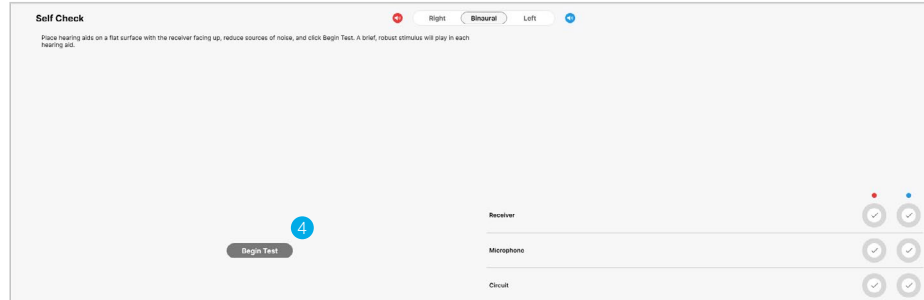 Self Check
Right Binaural Left
Place hearing aids on a flat surface with the receiver facing up, reduce sources of noise, and click Begin Test. A brief, robust stimulus will play in each
hearing aid.
4
Begin Test
Receiver
Microphone
Circuit